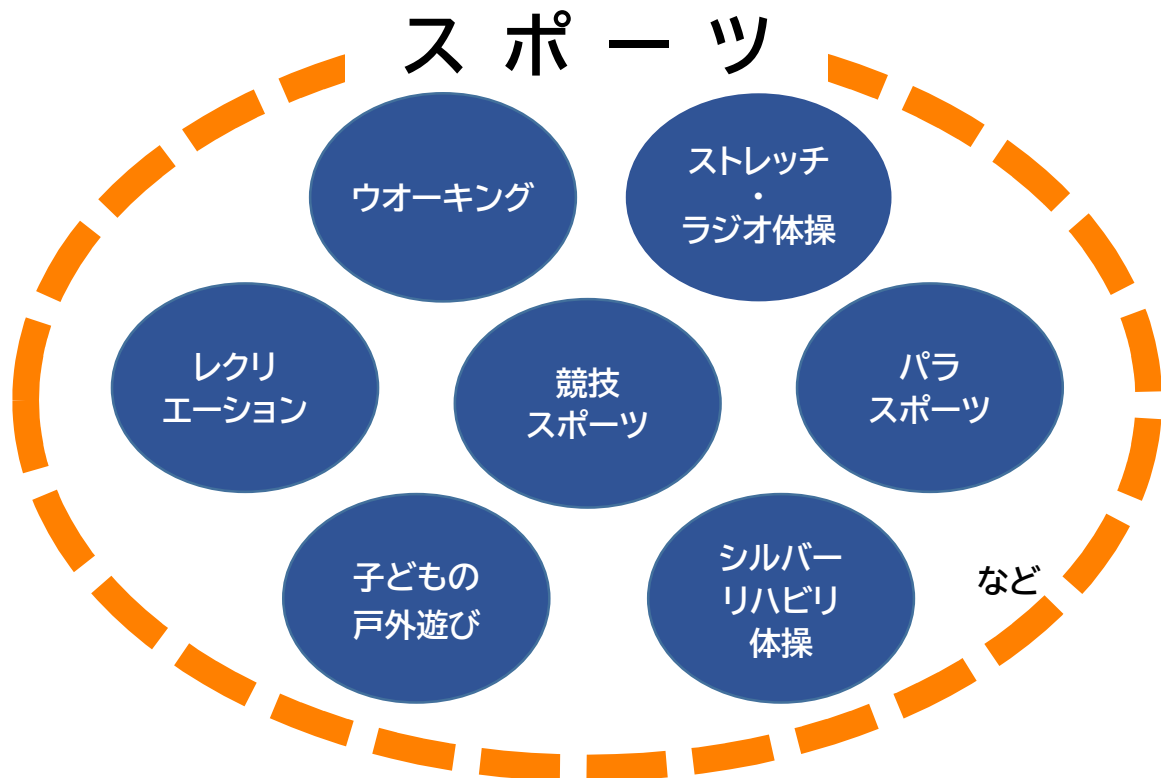 スポーツ
ウオーキング
ストレッチ
・
ラジオ体操
レクリ
エーション
競技
スポーツ
パラ
スポーツ
子どもの
戸外遊び
シルバー
リハビリ
体操
など